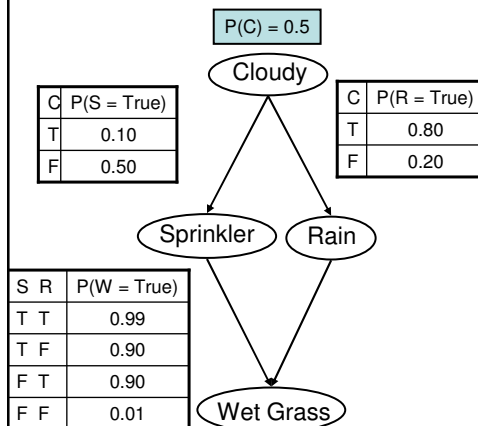 P(C) = 0.5
Cloudy
C P(S = True)
T 0.10
F 0.50
C P(R = True)
T 0.80
F 0.20
Sprinkler
Rain
S R P(W = True)
T T 0.99
T F 0.90
F T 0.90
F F 0.01
Wet Grass